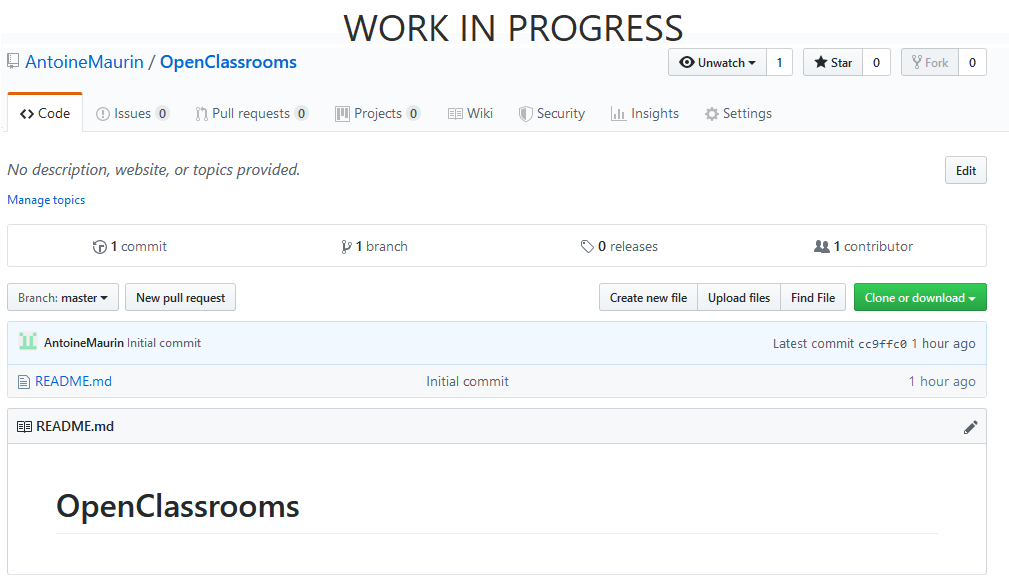 WORK IN PROGRESS
AntoineMaurin / OpenClassrooms Unwatch 1 Star 0 Fork 0
Code Issues 0 Pull requests 0 Projects 0 Wiki Security Insights Settings
No description, website, or topics provided. Edit
Manage topics
1 commit 1 branch 0 releases 1 contributor
Branch: master New pull request Create new file Upload files Find File Clone or download
AntoineMaurin Initial commit Latest commit cc9ffc0 1 hour ago
README.md Initial commit 1 hour ago
README.md
OpenClassrooms